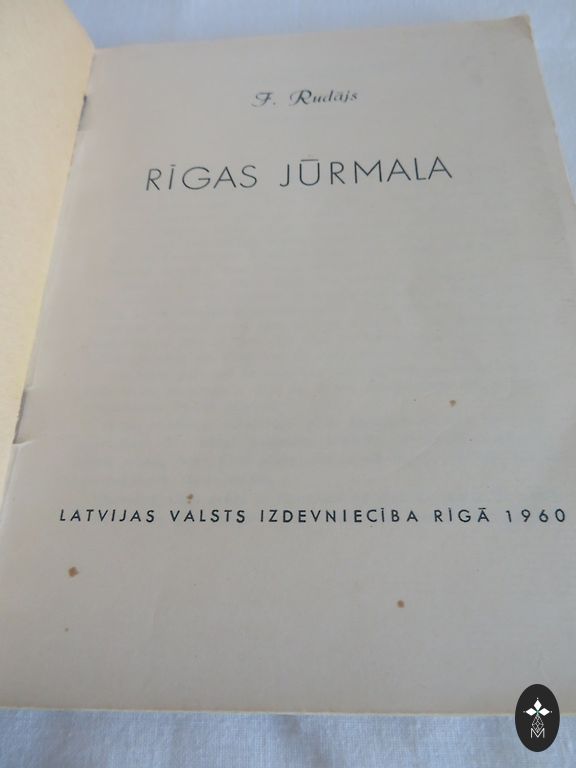 F. Rudājs
RĪGAS JŪRMALA
LATVIJAS VALSTS IZDEVNIECĪBA RĪGĀ 1960
M